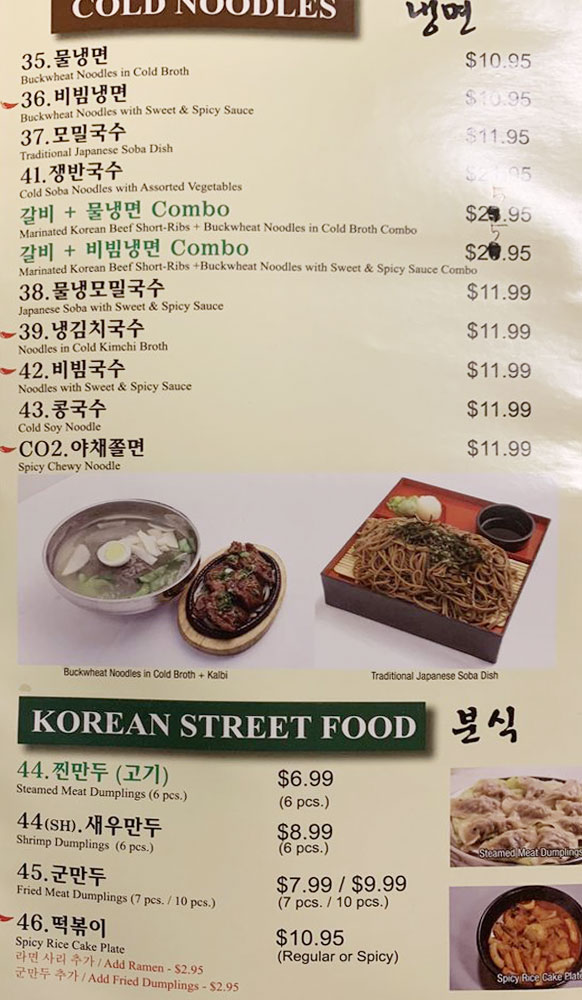 COLD NOODLES 냉면
35.물냉면 $10.95
Buckwheat Noodles in Cold Broth
36.비빔냉면 $10.95
Buckwheat Noodles with Sweet & Spicy Sauce
37.모밀국수 $11.95
Traditional Japanese Soba Dish
41.쟁반국수 $21.95
Cold Soba Noodles with Assorted Vegetables
갈비 + 물냉면 Combo
Marinated Korean Beef Short-Ribs + Buckwheat Noodles in Cold Broth Combo
갈비 + 비빔냉면 Combo
Marinated Korean Beef Short-Ribs +Buckwheat Noodles with Sweet & Spicy Sauce Combo
38.물냉모밀국수 $11.99
Japanese Soba with Sweet & Spicy Sauce
39.냉김치국수 $11.99
Noodles in Cold Kimchi Broth
42.비빔국수 $11.99
Noodles with Sweet & Spicy Sauce
43.콩국수 $11.99
Cold Soy Noodle
CO2.야채쫄면 $11.99
Spicy Chewy Noodle
Buckwheat Noodles in Cold Broth + Kalbi
Traditional Japanese Soba Dish
KOREAN STREET FOOD 분식
44.찐만두 (고기) $6.99
Steamed Meat Dumplings (6 pcs.) (6 pcs.)
44(SH).새우만두 $8.99
Shrimp Dumplings (6 pcs.) (6 pcs.)
Steamed Meat Dumplings
45.군만두 $7.99 / $9.99
Fried Meat Dumplings (7 pcs. / 10 pcs.) (7 pcs. / 10 pcs.)
46.떡볶이 $10.95
Spicy Rice Cake Plate (Regular or Spicy)
라면 사리 추가 / Add Ramen - $2.95
군만두 추가 / Add Fried Dumplings - $2.95
Spicy Rice Cake Plate